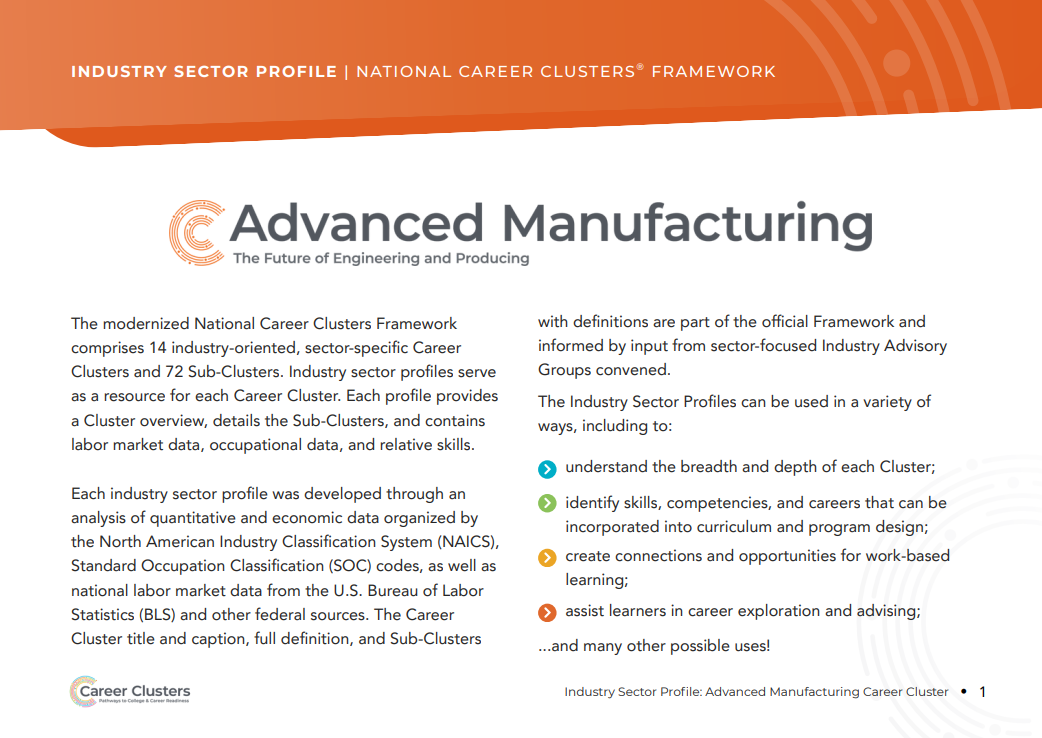 INDUSTRY SECTOR PROFILE | NATIONAL CAREER CLUSTERS® FRAMEWORK
Advanced Manufacturing
The Future of Engineering and Producing
The modernized National Career Clusters Framework
comprises 14 industry-oriented, sector-specific Career
Clusters and 72 Sub-Clusters. Industry sector profiles serve
as a resource for each Career Cluster. Each profile provides
a Cluster overview, details the Sub-Clusters, and contains
labor market data, occupational data, and relative skills.
Each industry sector profile was developed through an
analysis of quantitative and economic data organized by
the North American Industry Classification System (NAICS),
Standard Occupation Classification (SOC) codes, as well as
national labor market data from the U.S. Bureau of Labor
Statistics (BLS) and other federal sources. The Career
Cluster title and caption, full definition, and Sub-Clusters
with definitions are part of the official Framework and
informed by input from sector-focused Industry Advisory
Groups convened.
The Industry Sector Profiles can be used in a variety of
ways, including to:
understand the breadth and depth of each Cluster;
identify skills, competencies, and careers that can be
incorporated into curriculum and program design;
create connections and opportunities for work-based
learning;
assist learners in career exploration and advising;
...and many other possible uses!
Career Clusters
Pathways to College & Career Readiness
Industry Sector Profile: Advanced Manufacturing Career Cluster • 1